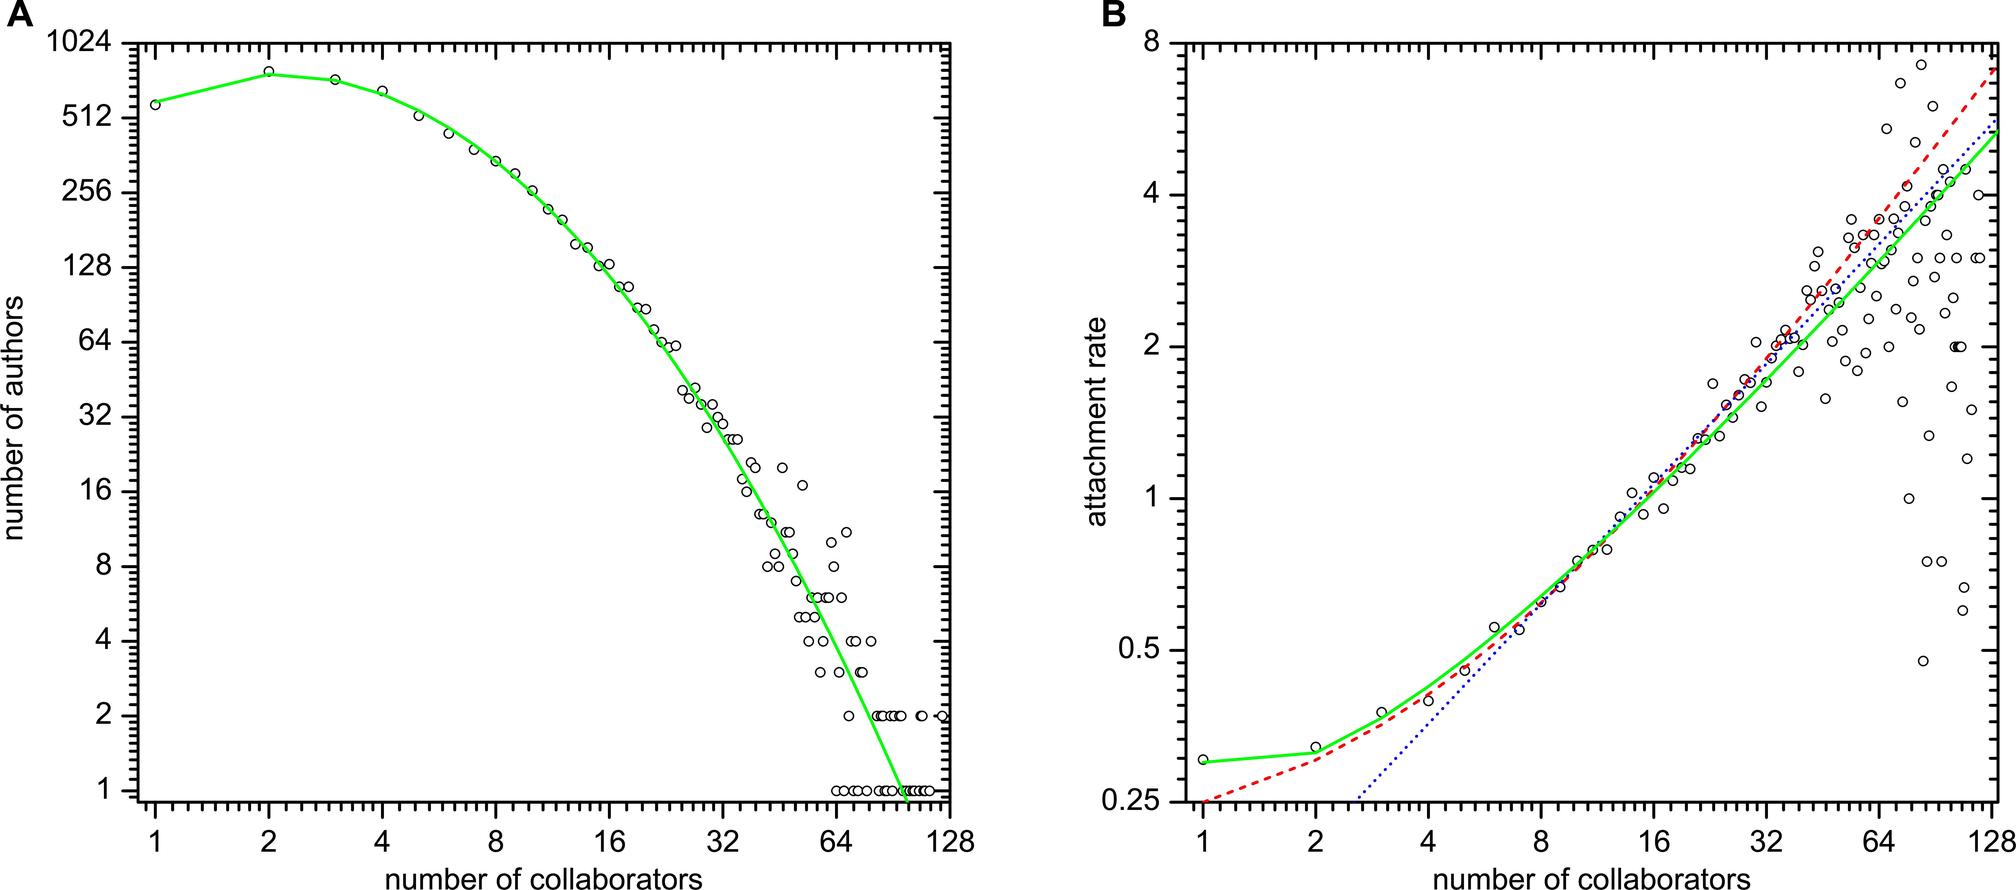 A
1024
512
256
128
64
32
16
8
4
2
1
number of authors
1 2 4 8 16 32 64 128
number of collaborators
B
8
4
2
1
0.5
0.25
attachment rate
1 2 4 8 16 32 64 128
number of collaborators